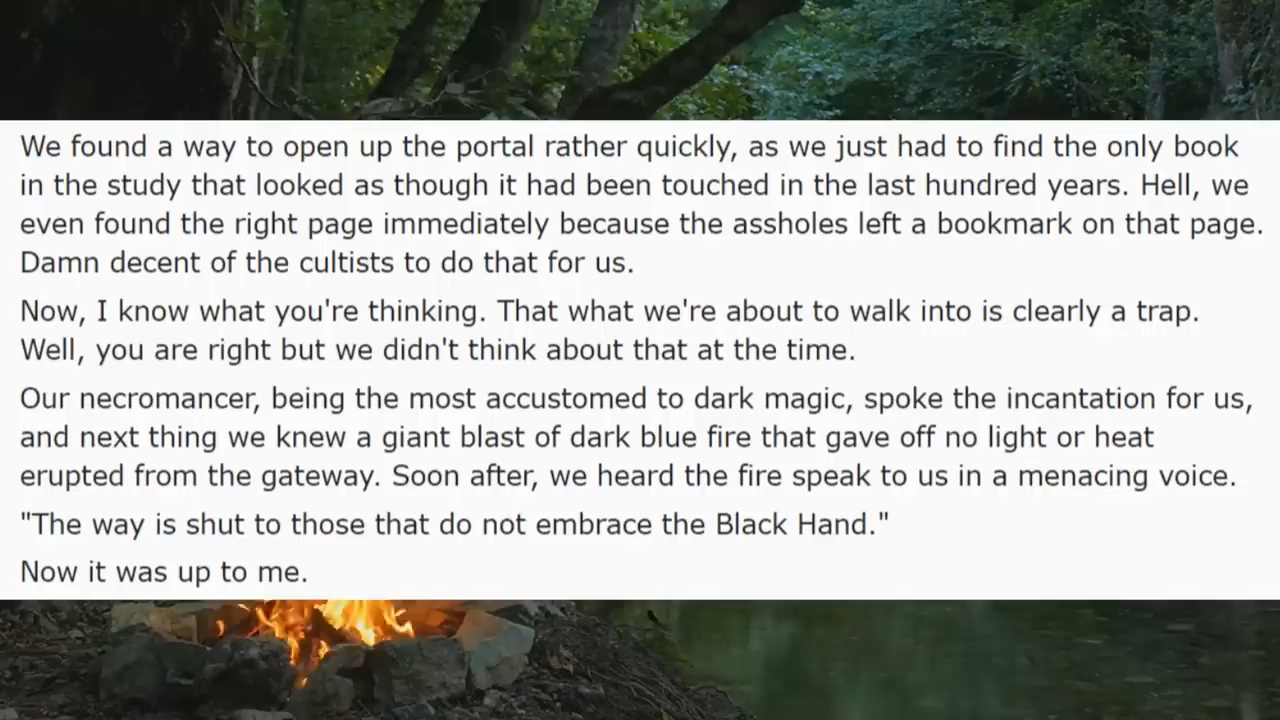 We found a way to open up the portal rather quickly, as we just had to find the only book
in the study that looked as though it had been touched in the last hundred years. Hell, we
even found the right page immediately because the assholes left a bookmark on that page.
Damn decent of the cultists to do that for us.
Now, I know what you're thinking. That what we're about to walk into is clearly a trap.
Well, you are right but we didn't think about that at the time.
Our necromancer, being the most accustomed to dark magic, spoke the incantation for us,
and next thing we knew a giant blast of dark blue fire that gave off no light or heat
erupted from the gateway. Soon after, we heard the fire speak to us in a menacing voice.
"The way is shut to those that do not embrace the Black Hand."
Now it was up to me.